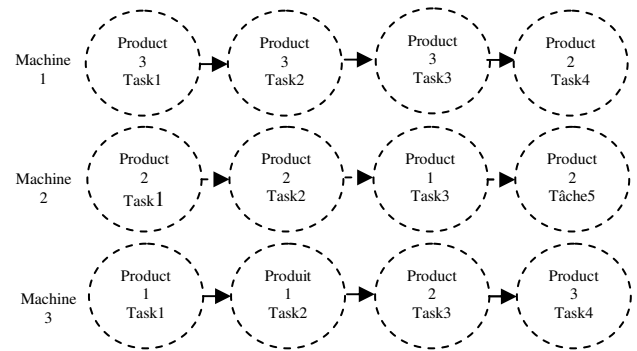 Machine
1
Product
3
Task1
Product
3
Task2
Product
3
Task3
Product
2
Task4
Machine
2
Product
2
Task1
Product
2
Task2
Product
1
Task3
Product
2
Tâche5
Machine
3
Product
1
Task1
Produit
1
Task2
Product
2
Task3
Product
3
Task4